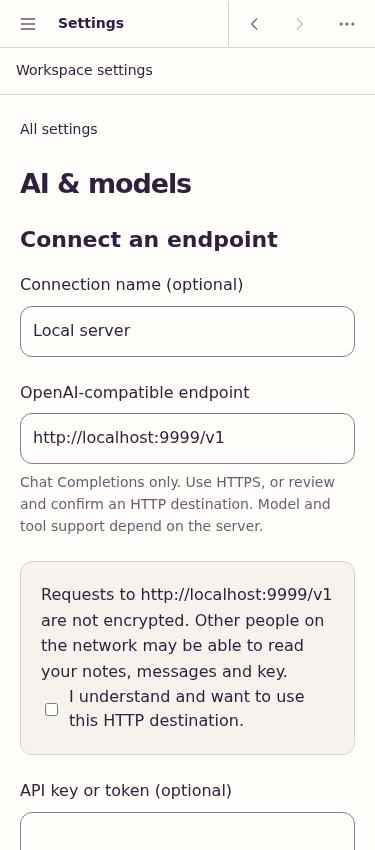 Settings
Workspace settings
All settings
AI & models
Connect an endpoint
Connection name (optional)
Local server
OpenAI-compatible endpoint
http://localhost:9999/v1
Chat Completions only. Use HTTPS, or review
and confirm an HTTP destination. Model and
tool support depend on the server.
Requests to http://localhost:9999/v1
are not encrypted. Other people on
the network may be able to read
your notes, messages and key.
I understand and want to use
this HTTP destination.
API key or token (optional)